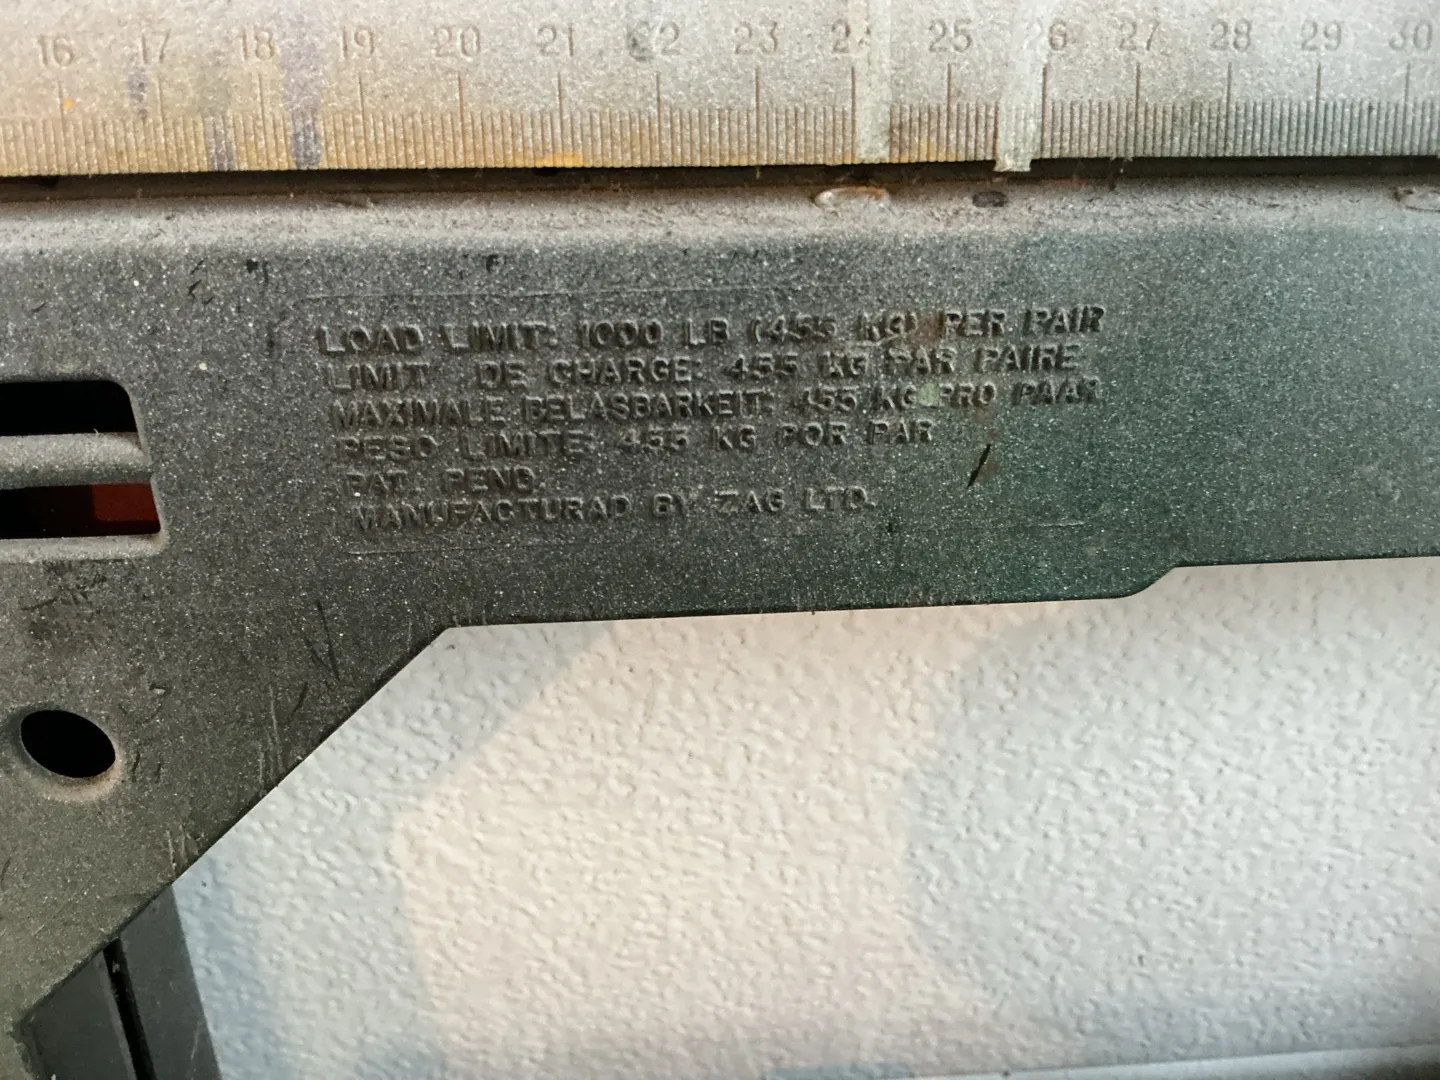 16 17 18 19 20 21 22 23 24 25 26 27 28 29 30
LOAD LIMIT: 1000 LB (455 KG) PER PAIR
LIMIT DE CHARGE: 455 KG PAR PAIRE
MAXIMALE BELASBARKEIT: 455 KG PRO PAAR
PESO LIMITE: 455 KG POR PAR
PAT. PEND.
MANUFACTURAD BY ZAG LTD.